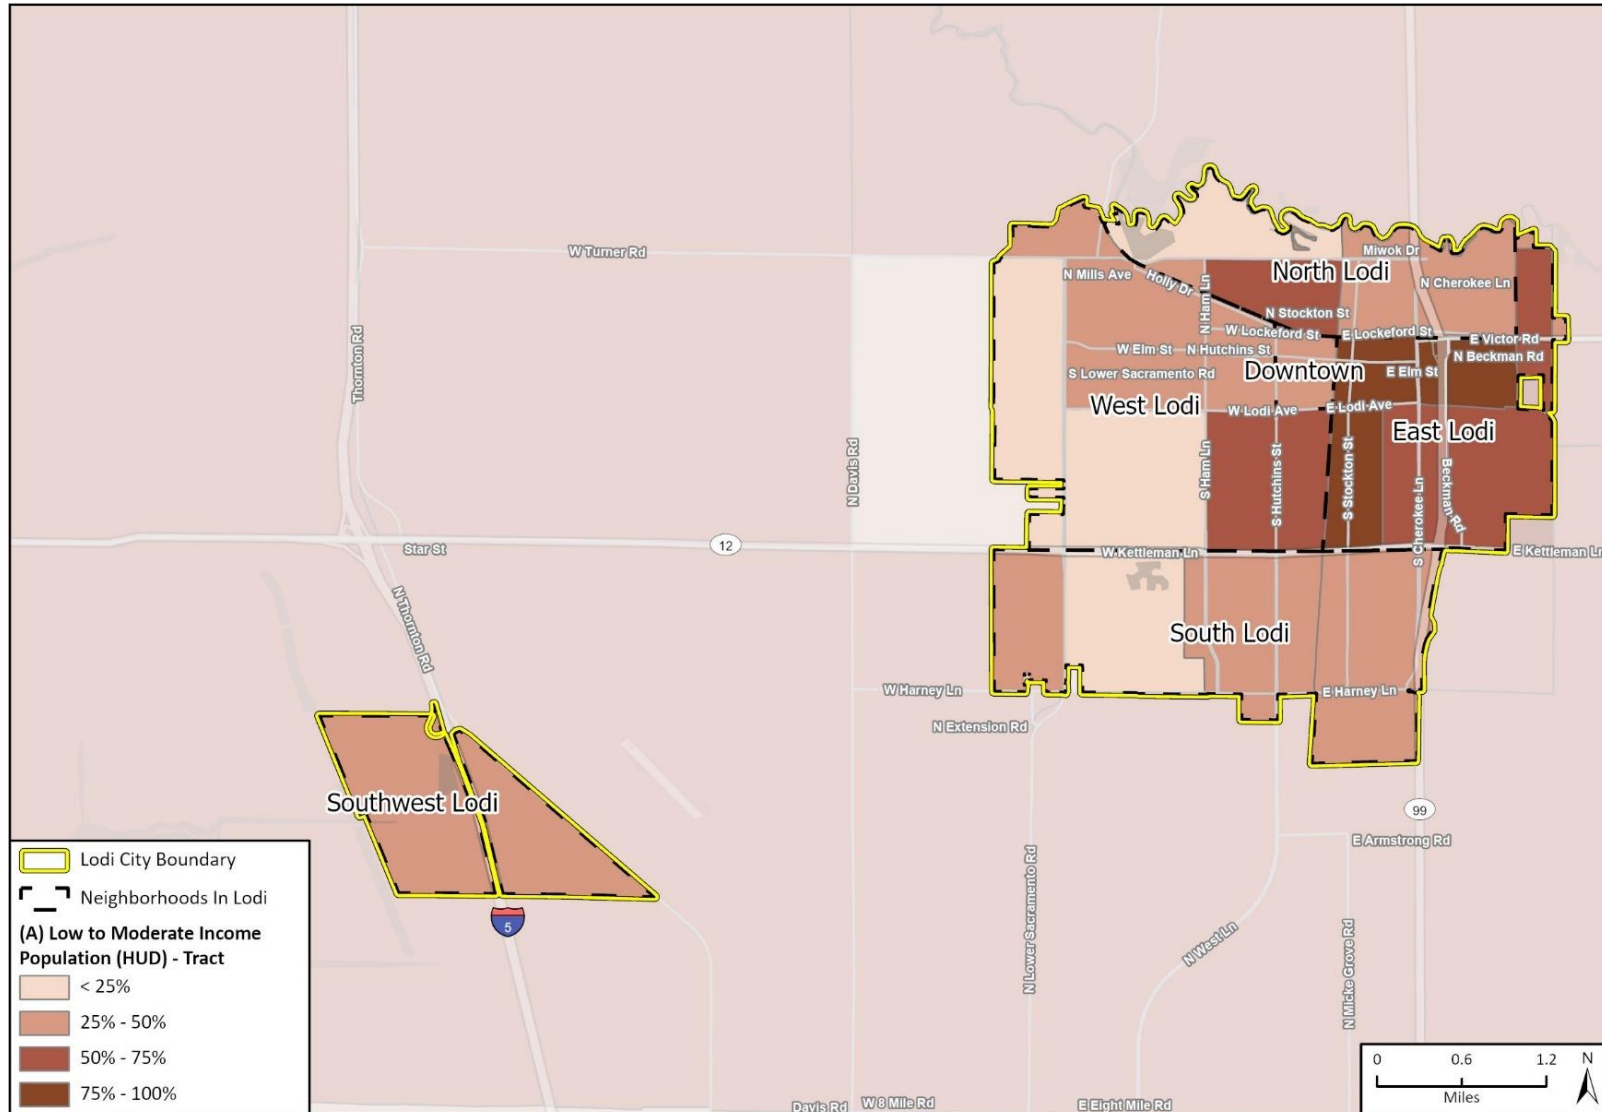 Miwok Dr
W Turner Rd
North Lodi
N Mills Ave
Holly Dr
N Ham Ln
N Cherokee Ln
N Stockton St
W Lockeford St
E Lockeford St
E Victor Rd
W Elm St
N Hutchins St
N Beckman Rd
Thornton Rd
S Lower Sacramento Rd
Downtown
E Elm St
West Lodi
W Lodi Ave
E Lodi Ave
East Lodi
N Davis Rd
S Ham Ln
S Hutchins St
S Stockton St
S Cherokee Ln
Beckman Rd
Star St
12
W Kettleman Ln
E Kettleman Ln
N Thornton Rd
South Lodi
W Harney Ln
E Harney Ln
N Extension Rd
Southwest Lodi
99
E Armstrong Rd
N Lower Sacramento Rd
N West Ln
N Micke Grove Rd
5
Lodi City Boundary
Neighborhoods In Lodi
(A) Low to Moderate Income
Population (HUD) - Tract
< 25%
25% - 50%
50% - 75%
75% - 100%
0 0.6 1.2
Miles
N
Davis Rd
W 8 Mile Rd
E Eight Mile Rd